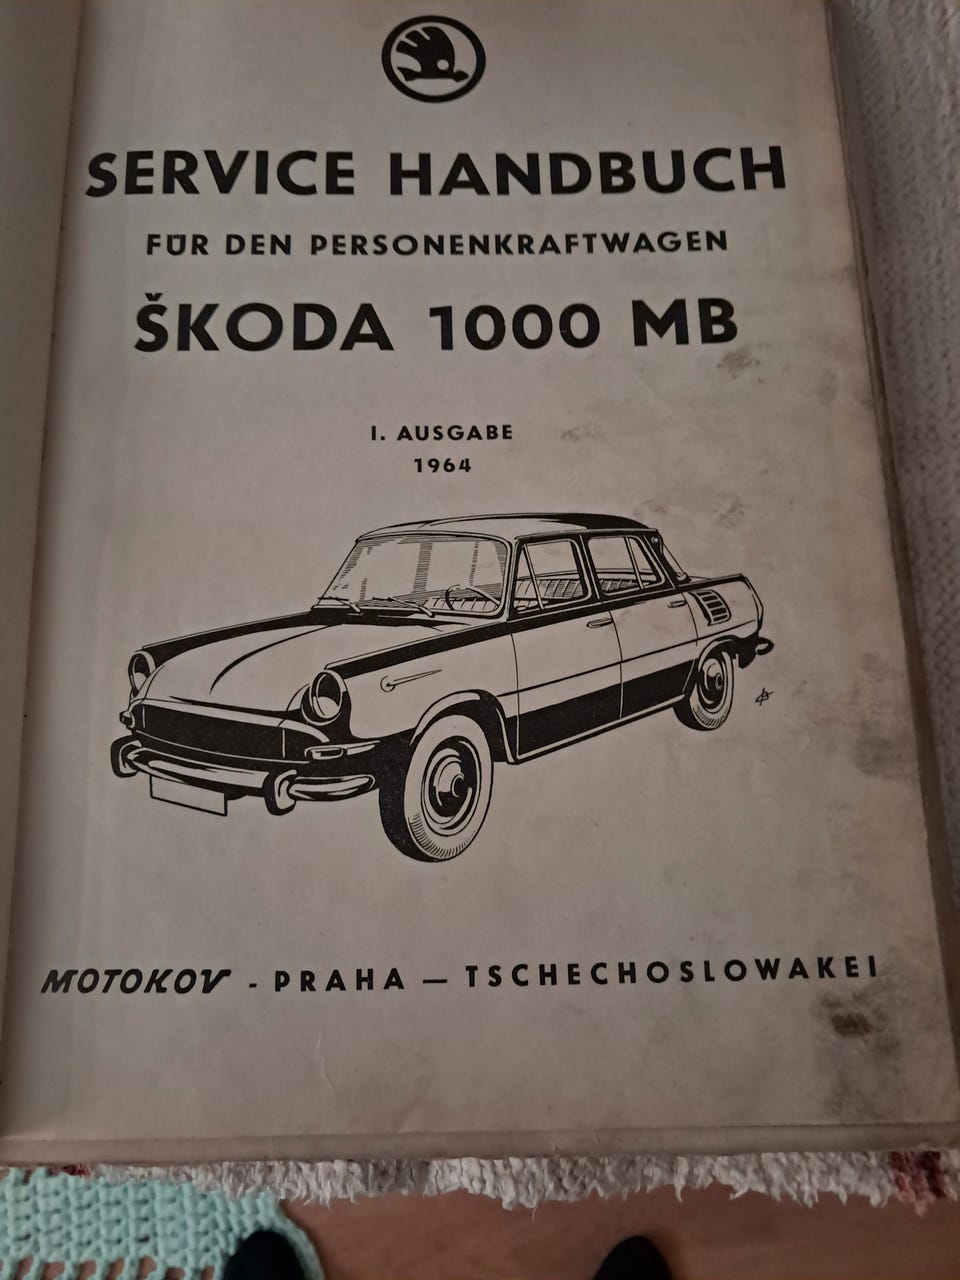 SERVICE HANDBUCH
FÜR DEN PERSONENKRAFTWAGEN
ŠKODA 1000 MB
I. AUSGABE
1964
MOTOKOV - PRAHA — TSCHECHOSLOWAKEI